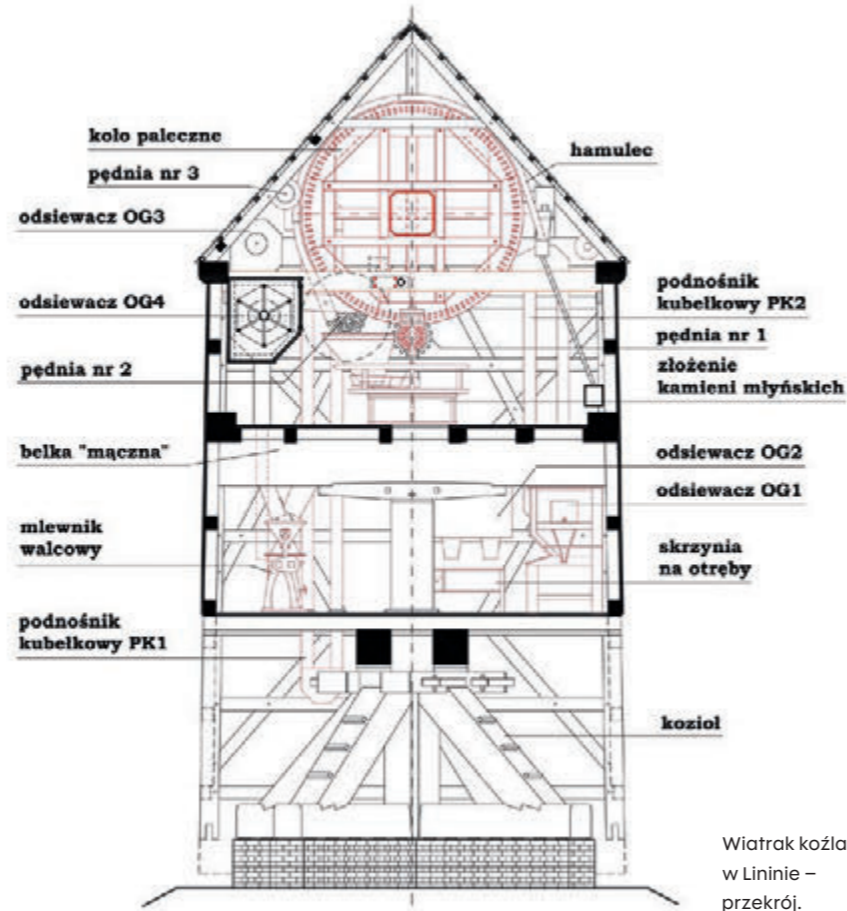 koło paleczne
pędnia nr 3
odsiewacz OG3
odsiewacz OG4
pędnia nr 2
belka "mączna"
mlewnik
walcowy
podnośnik
kubełkowy PK1
hamulec
podnośnik
kubełkowy PK2
pędnia nr 1
złożenie
kamieni młyńskich
odsiewacz OG2
odsiewacz OG1
skrzynia
na otręby
kozioł
Wiatrak koźla
w Lininie –
przekrój.